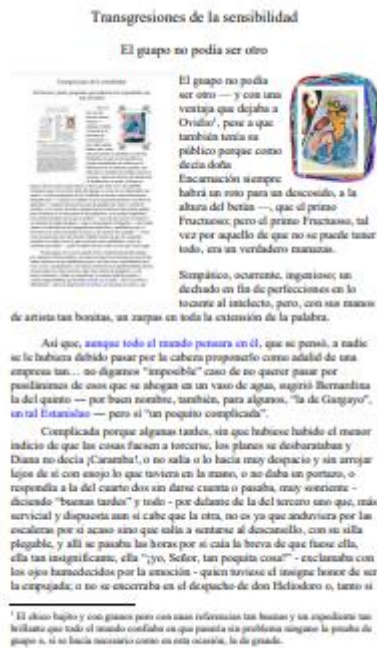 Transgresiones de la sensibilidad
El guapo no podía ser otro
El guapo no podía
ser otro — y con una
ventaja que dejaba a
Ovidio¹, pese a que
también tenía su
público porque como
decía doña
Encarnación siempre
habrá un roto para un descosido, a la
altura del betún —, que el primo
Fructuoso; pero el primo Fructuoso, tal
vez por aquello de que no se puede tener
todo, era un verdadero manazas.
Simpático, ocurrente, ingenioso; un
dechado en fin de perfecciones en lo
tocante al intelecto, pero, con sus manos
de artista tan bonitas, un zarpas en toda la extensión de la palabra.
Así que, aunque todo el mundo pensara en él, que se pensó, a nadie
se le hubiera debido pasar por la cabeza proponerlo como adalid de una
empresa tan… no digamos "imposible" caso de no querer pasar por
pusilánimes de esos que se ahogan en un vaso de agua, sugirió Bernardina
la del quinto — por buen nombre, también, para algunos, "la de Gargayo",
un tal Estanislao — pero sí "un poquito complicada".
Complicada porque algunas tardes, sin que hubiese habido el menor
indicio de que las cosas fuesen a torcerse, los planes se desbarataban y
Diana no decía ¡Caramba!, o no salía o lo hacía muy despacio y sin arrojar
lejos de sí con enojo lo que tuviera en la mano, o no daba un portazo, o
respondía a la del cuarto dos sin darse cuenta o pasaba, muy sonriente -
diciendo "buenas tardes" y todo - por delante de la del tercero uno que, más
servicial y dispuesta aun si cabe que la otra, no es ya que anduviera por las
escaleras por si acaso sino que salía a sentarse al descansillo, con su silla
plegable, y allí se pasaba las horas por si caía la breva de que fuese ella,
ella tan insignificante, ella "¡yo, Señor, tan poquita cosa!" - exclamaba con
los ojos humedecidos por la emoción - quien tuviese el insigne honor de ser
la empujada; o no se encerraba en el despacho de don Heliodoro o, tanto si
¹ El chico bajito y con granos pero con unas referencias tan buenas y un expediente tan
brillante que todo el mundo confiaba en que pasaría sin problema ninguno la prueba de
guapo o, si se hacía necesario como en esta ocasión, la de grande.